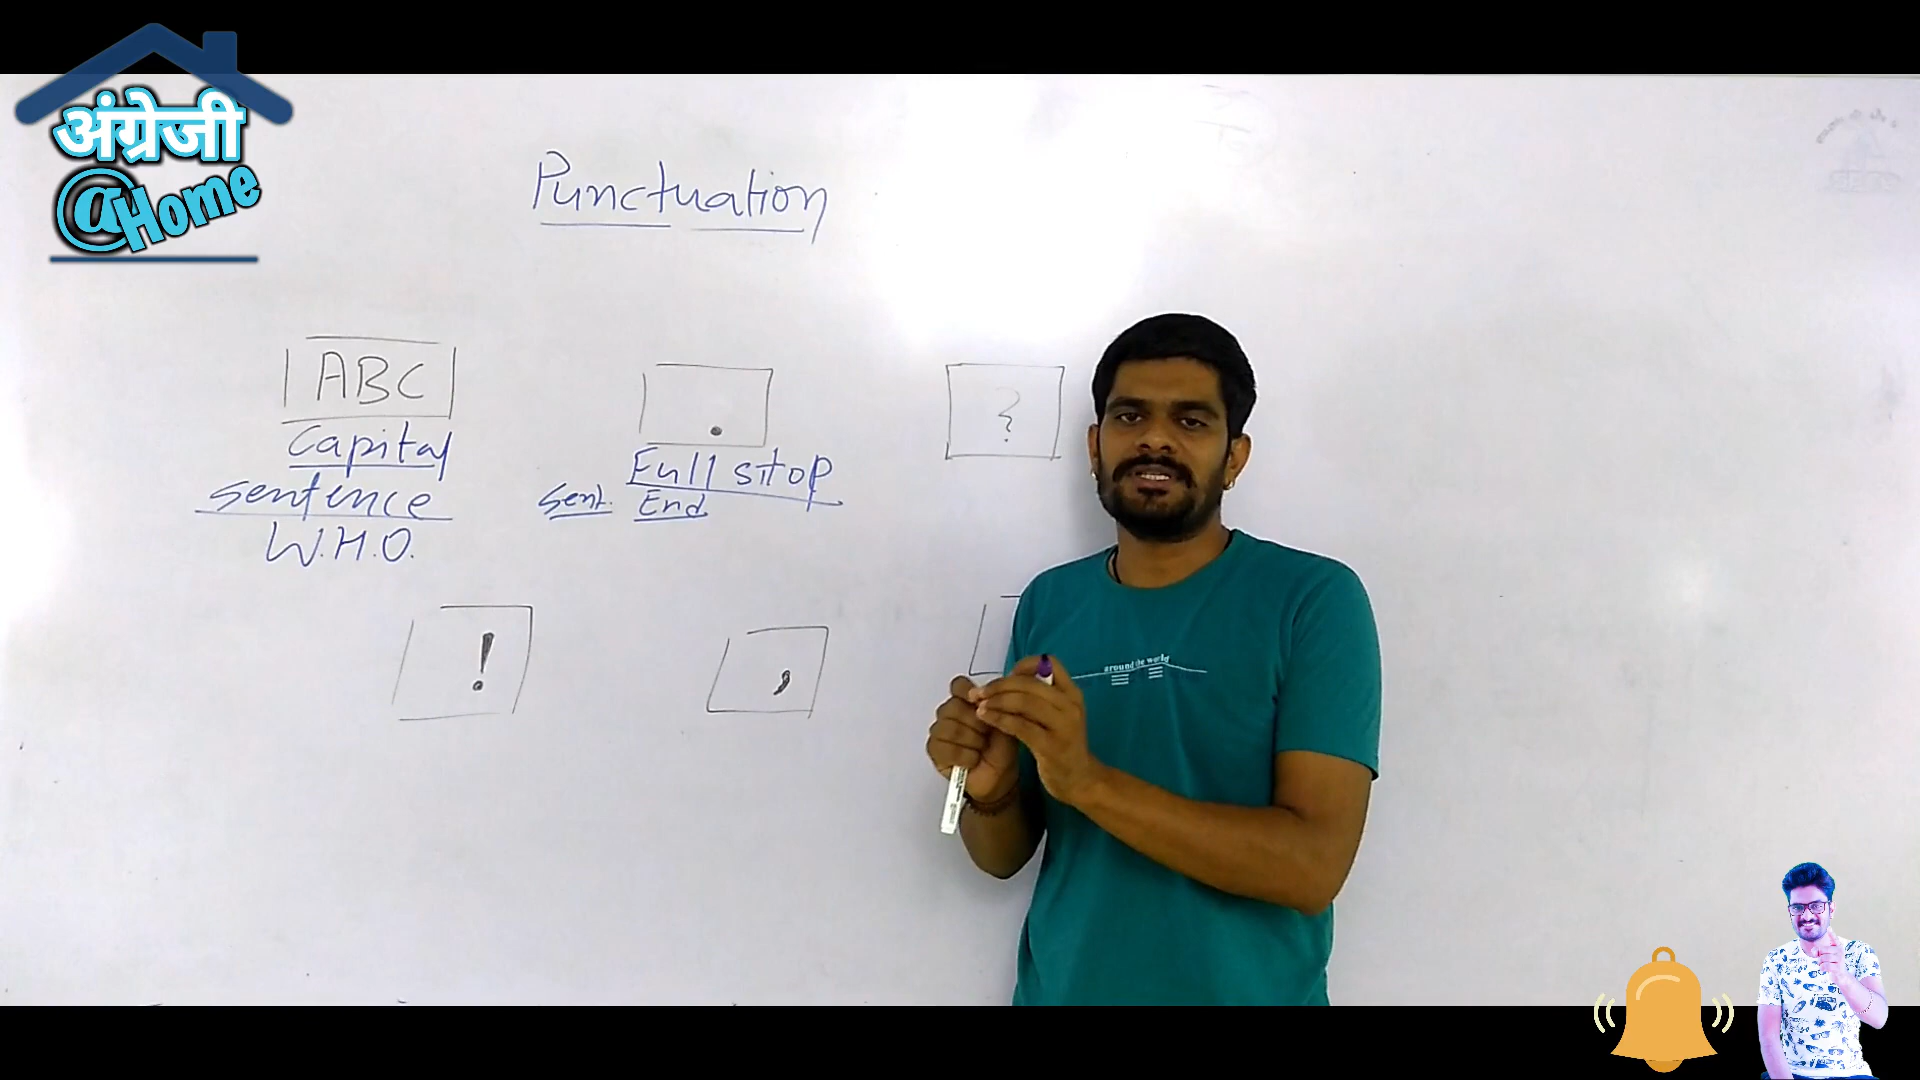 अंग्रेजी
@Home
Punctuation
ABC
Capital
Sentence
W.H.O.
.
Full stop
Sent. End
?
!
,
around the world